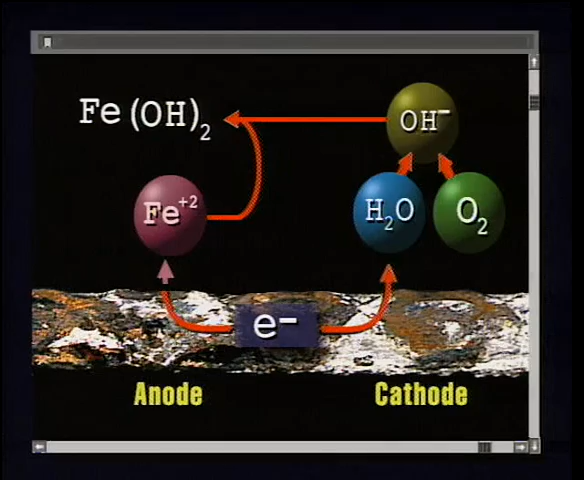 Fe(OH)₂
OH⁻
Fe⁺²
H₂O
O₂
e⁻
Anode
Cathode